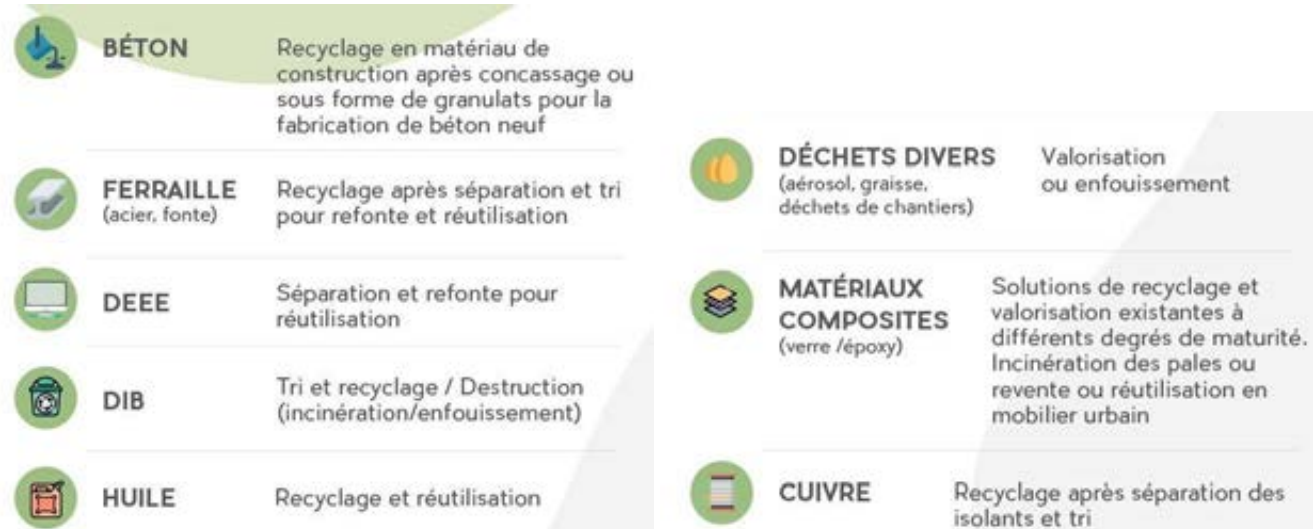 BÉTON
Recyclage en matériau de
construction après concassage ou
sous forme de granulats pour la
fabrication de béton neuf
FERRAILLE
(acier, fonte)
Recyclage après séparation et tri
pour refonte et réutilisation
DEEE
Séparation et refonte pour
réutilisation
DIB
Tri et recyclage / Destruction
(incinération/enfouissement)
HUILE
Recyclage et réutilisation
DÉCHETS DIVERS
(aérosol, graisse,
déchets de chantiers)
Valorisation
ou enfouissement
MATÉRIAUX
COMPOSITES
(verre /époxy)
Solutions de recyclage et
valorisation existantes à
différents degrés de maturité.
Incinération des pales ou
revente ou réutilisation en
mobilier urbain
CUIVRE
Recyclage après séparation des
isolants et tri